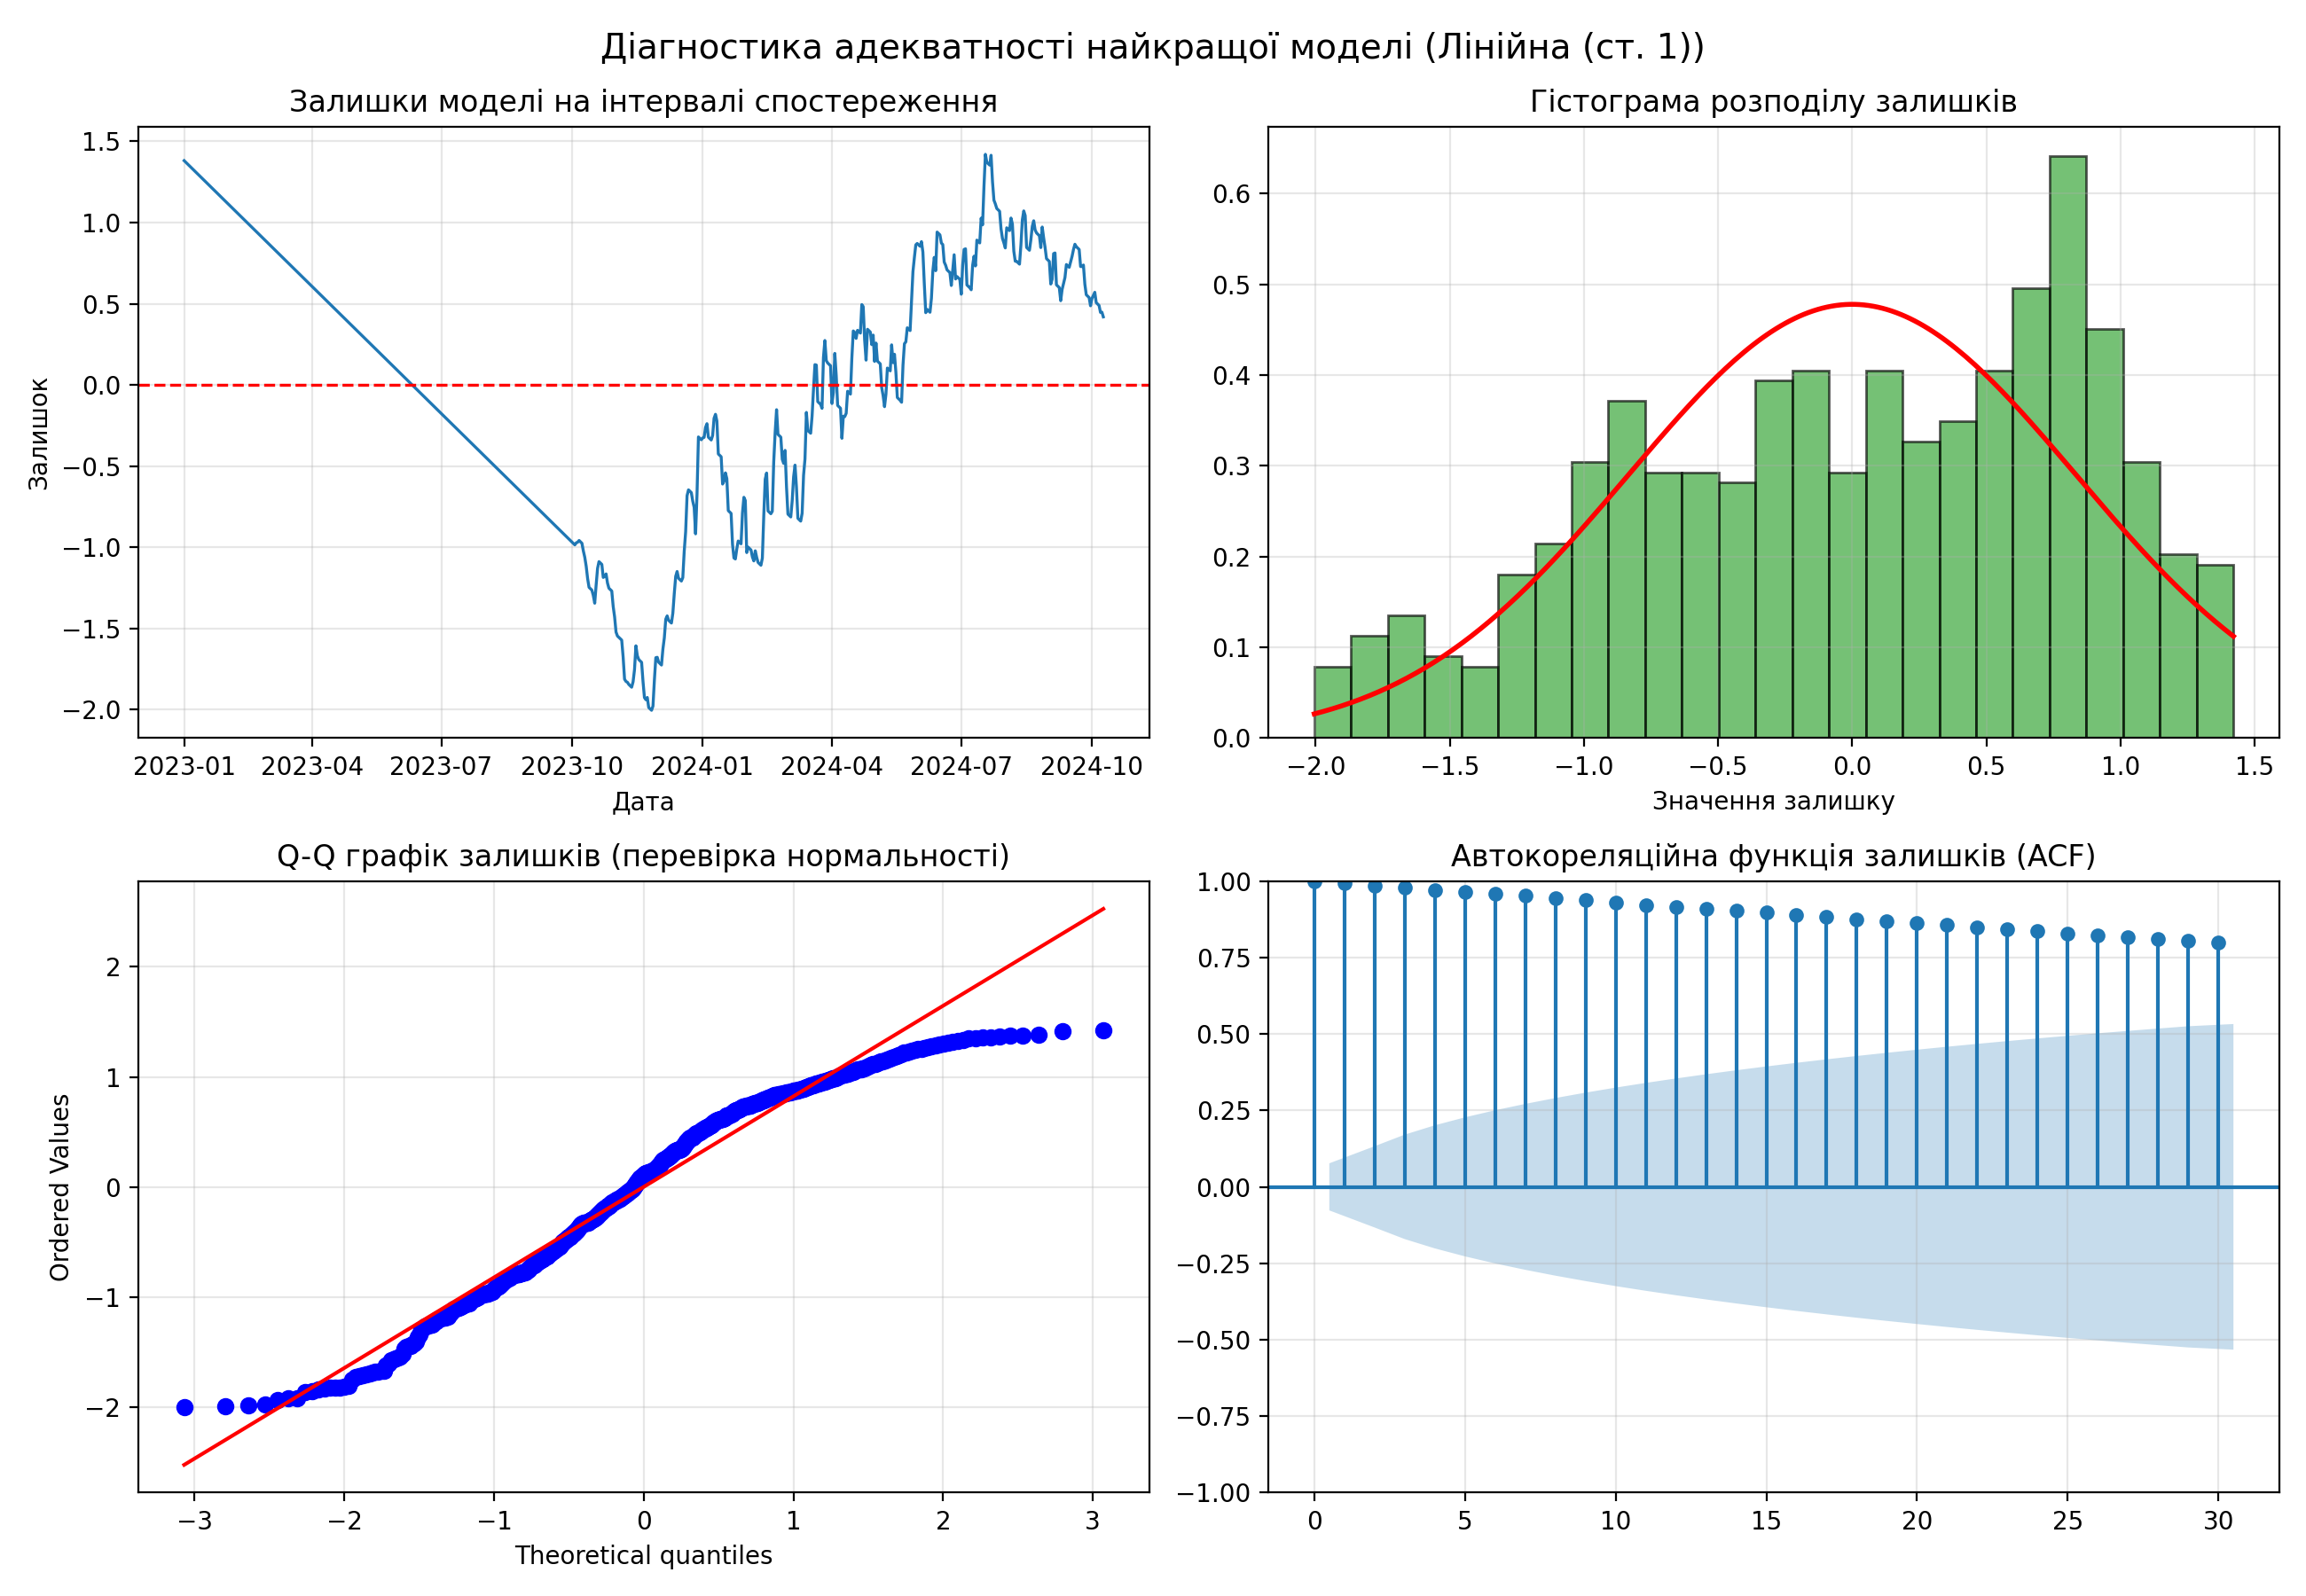 Діагностика адекватності найкращої моделі (Лінійна (ст. 1))
Залишки моделі на інтервалі спостереження
1.5
1.0
0.5
0.0
−0.5
−1.0
−1.5
−2.0
Залишок
2023-01 2023-04 2023-07 2023-10 2024-01 2024-04 2024-07 2024-10
Дата
Гістограма розподілу залишків
0.6
0.5
0.4
0.3
0.2
0.1
0.0
−2.0 −1.5 −1.0 −0.5 0.0 0.5 1.0 1.5
Значення залишку
Q-Q графік залишків (перевірка нормальності)
2
1
0
−1
−2
Ordered Values
−3 −2 −1 0 1 2 3
Theoretical quantiles
Автокореляційна функція залишків (ACF)
1.00
0.75
0.50
0.25
0.00
−0.25
−0.50
−0.75
−1.00
0 5 10 15 20 25 30